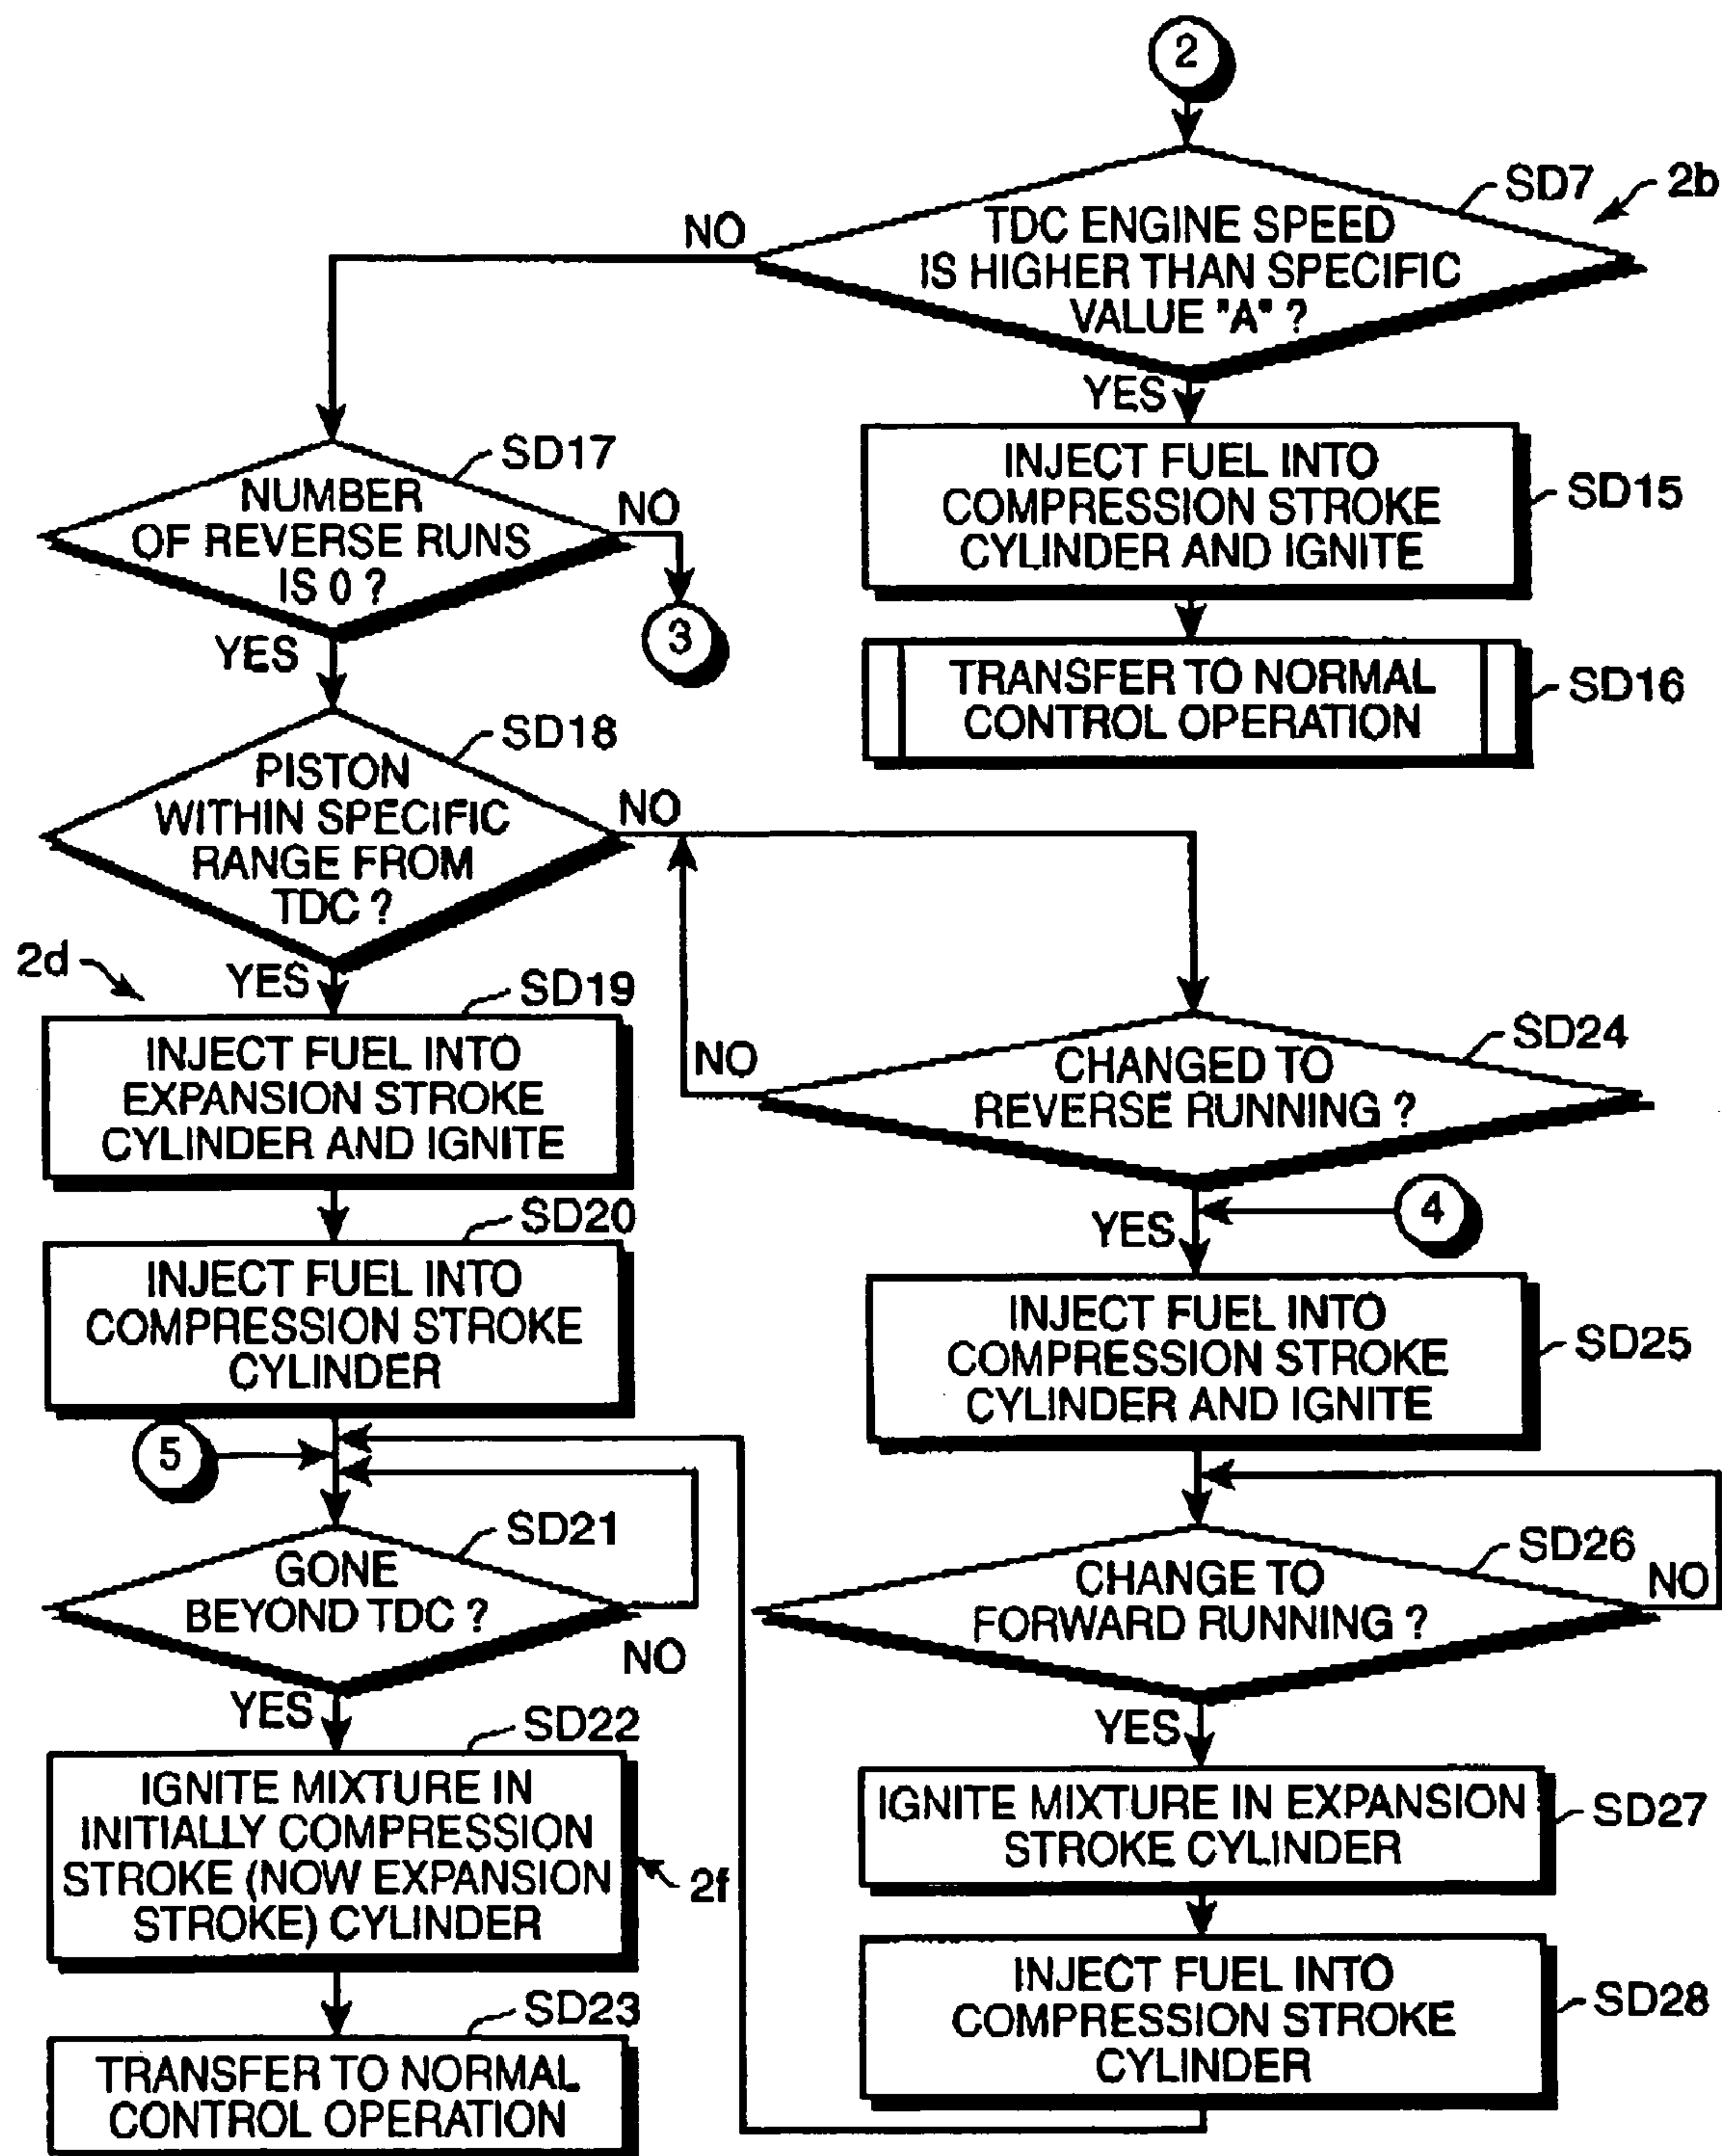 2
SD7
2b
TDC ENGINE SPEED
IS HIGHER THAN SPECIFIC
VALUE "A" ?
NO
YES
INJECT FUEL INTO
COMPRESSION STROKE
CYLINDER AND IGNITE
SD15
TRANSFER TO NORMAL
CONTROL OPERATION
SD16
SD17
NUMBER
OF REVERSE RUNS
IS 0 ?
NO
3
YES
SD18
PISTON
WITHIN SPECIFIC
RANGE FROM
TDC ?
NO
2d
YES
SD19
INJECT FUEL INTO
EXPANSION STROKE
CYLINDER AND IGNITE
SD20
INJECT FUEL INTO
COMPRESSION STROKE
CYLINDER
5
SD21
GONE
BEYOND TDC ?
NO
YES
SD22
IGNITE MIXTURE IN
INITIALLY COMPRESSION
STROKE (NOW EXPANSION
STROKE) CYLINDER
2f
SD23
TRANSFER TO NORMAL
CONTROL OPERATION
SD24
CHANGED TO
REVERSE RUNNING ?
NO
YES
4
INJECT FUEL INTO
COMPRESSION STROKE
CYLINDER AND IGNITE
SD25
SD26
CHANGE TO
FORWARD RUNNING ?
NO
YES
IGNITE MIXTURE IN EXPANSION
STROKE CYLINDER
SD27
INJECT FUEL INTO
COMPRESSION STROKE
CYLINDER
SD28